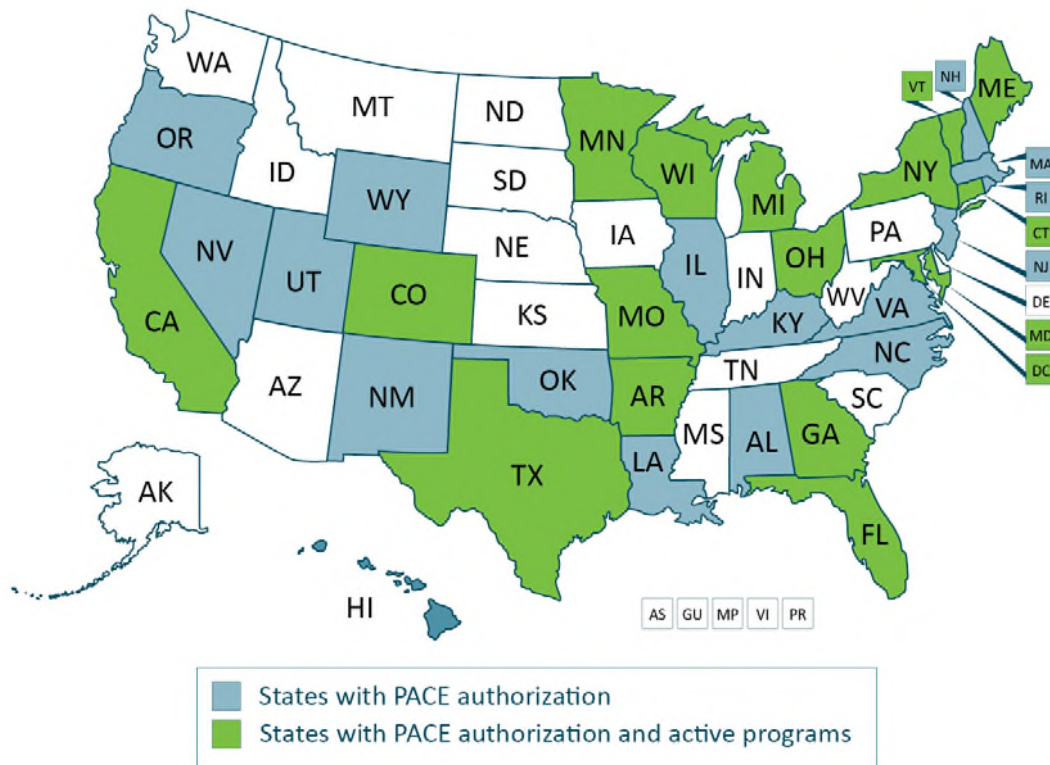 WA
MT
ND
MN
VT
NH
ME
OR
ID
SD
WI
MI
NY
MA
WY
RI
NE
IA
PA
CT
NV
UT
CO
IL
IN
OH
NJ
CA
KS
MO
KY
WV
VA
DE
MD
AZ
NM
OK
AR
TN
NC
DC
SC
TX
LA
MS
AL
GA
AK
FL
HI
AS GU MP VI PR
States with PACE authorization
States with PACE authorization and active programs